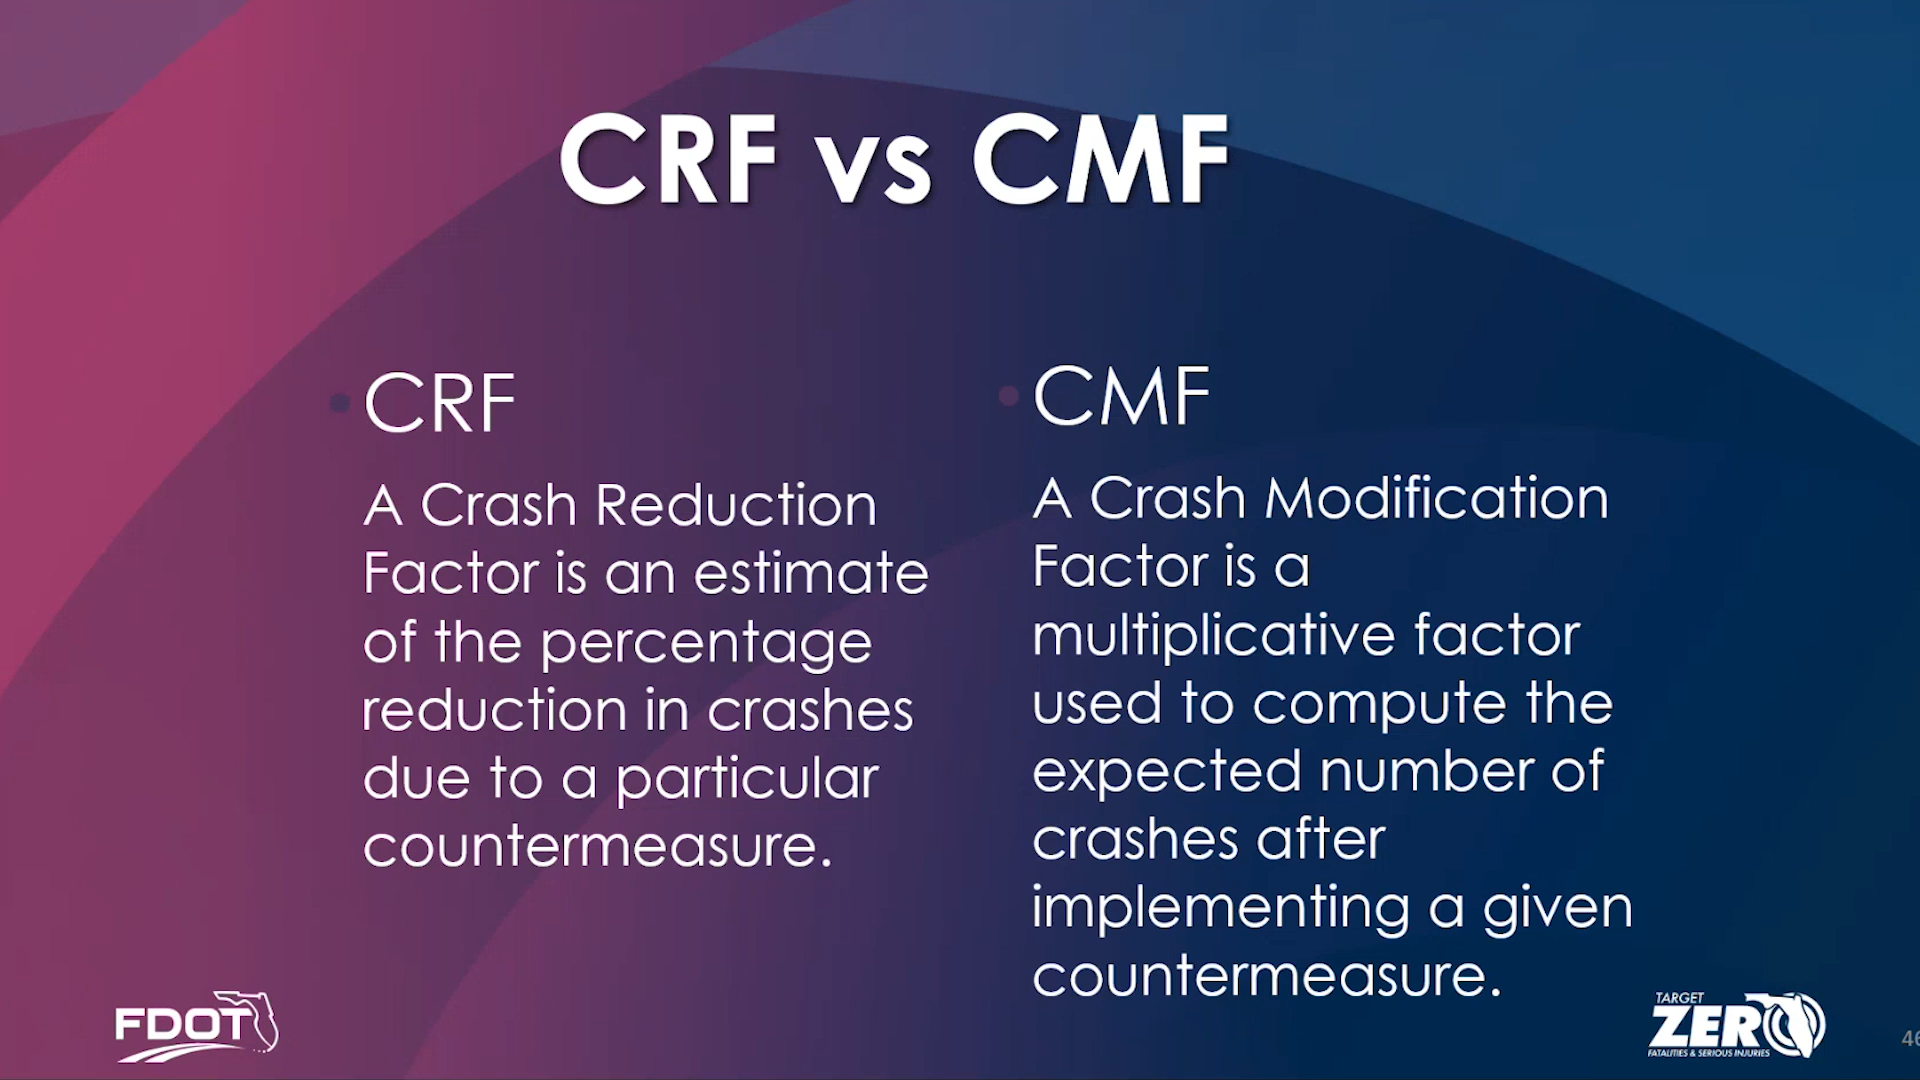 CRF vs CMF
CRF
A Crash Reduction
Factor is an estimate
of the percentage
reduction in crashes
due to a particular
countermeasure.
CMF
A Crash Modification
Factor is a
multiplicative factor
used to compute the
expected number of
crashes after
implementing a given
countermeasure.
FDOT
TARGET
ZERO
FATALITIES & SERIOUS INJURIES
46